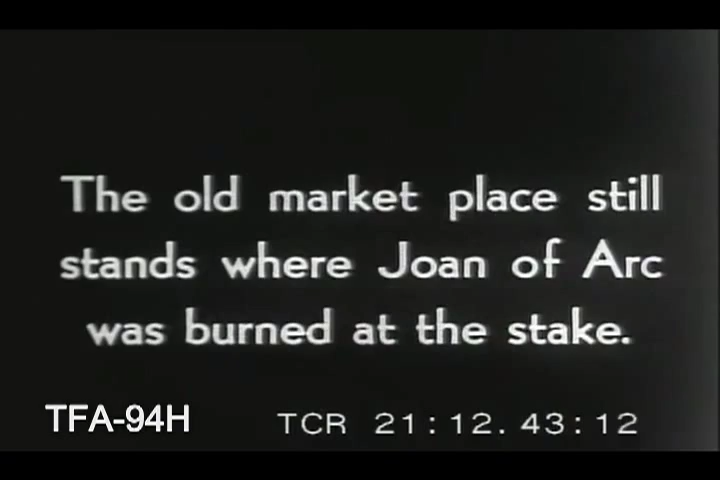 The old market place still
stands where Joan of Arc
was burned at the stake.
TFA-94H TCR 21:12.43:12